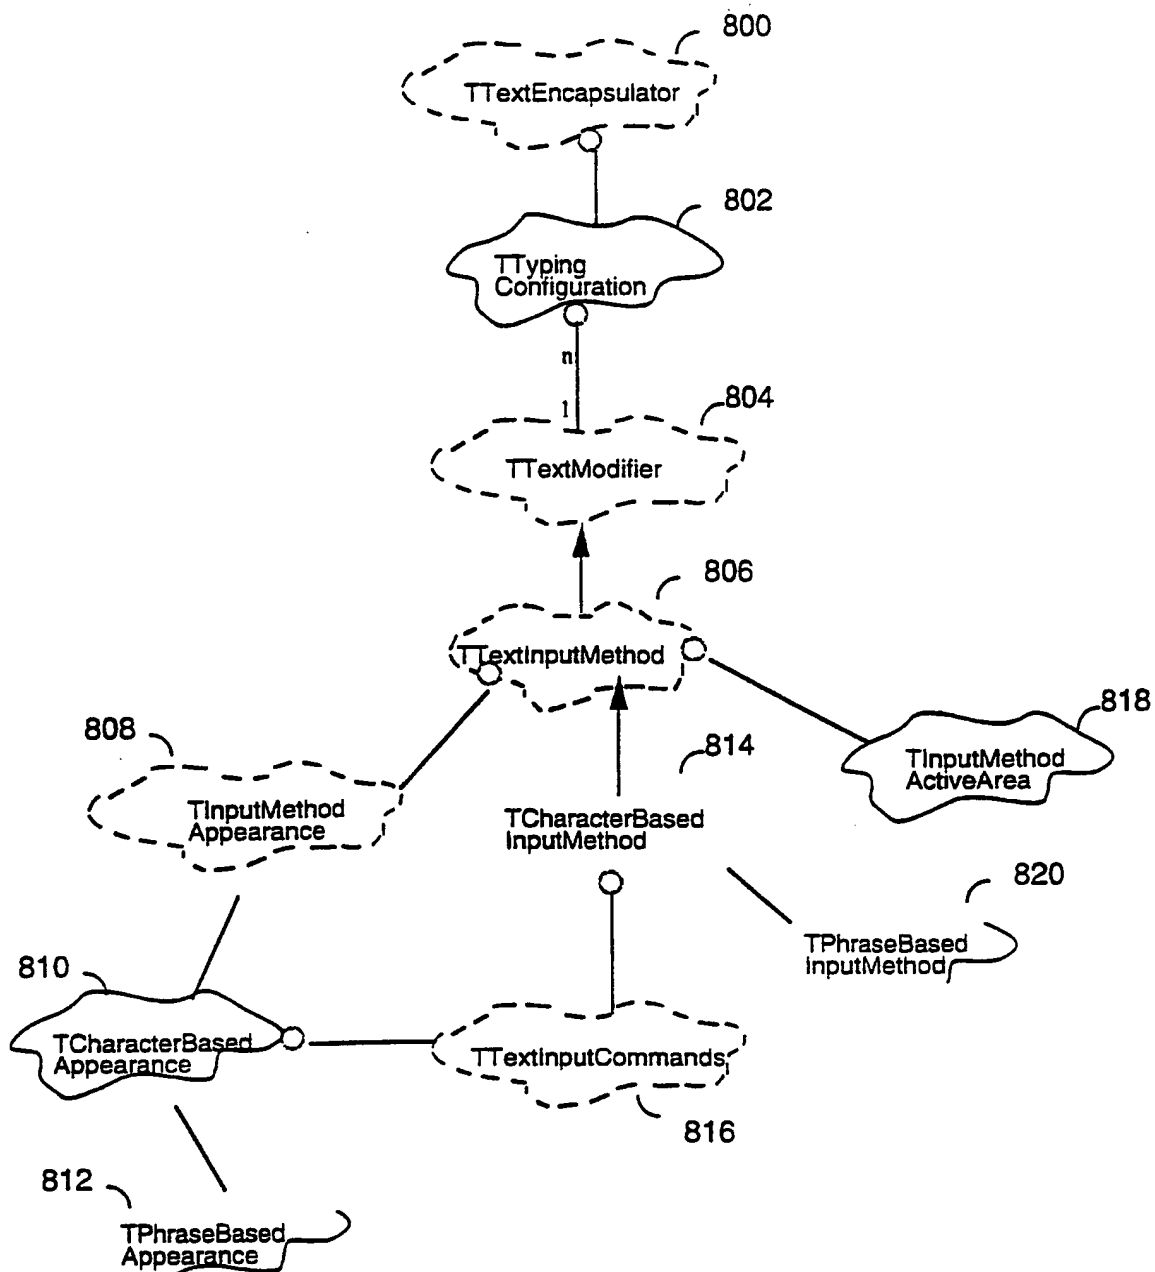 800
TTextEncapsulator
802
TTyping
Configuration
n
1
804
TTextModifier
806
TTextInputMethod
808
TInputMethod
Appearance
814
TCharacterBased
InputMethod
818
TInputMethod
ActiveArea
820
TPhraseBased
InputMethod
810
TCharacterBased
Appearance
TTextInputCommands
816
812
TPhraseBased
Appearance